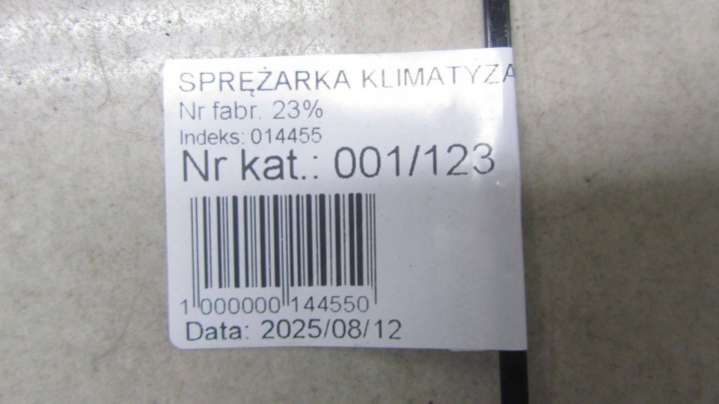 SPRĘŻARKA KLIMATYZA
Nr fabr. 23%
Indeks: 014455
Nr kat.: 001/123
1 000000 144550
Data: 2025/08/12